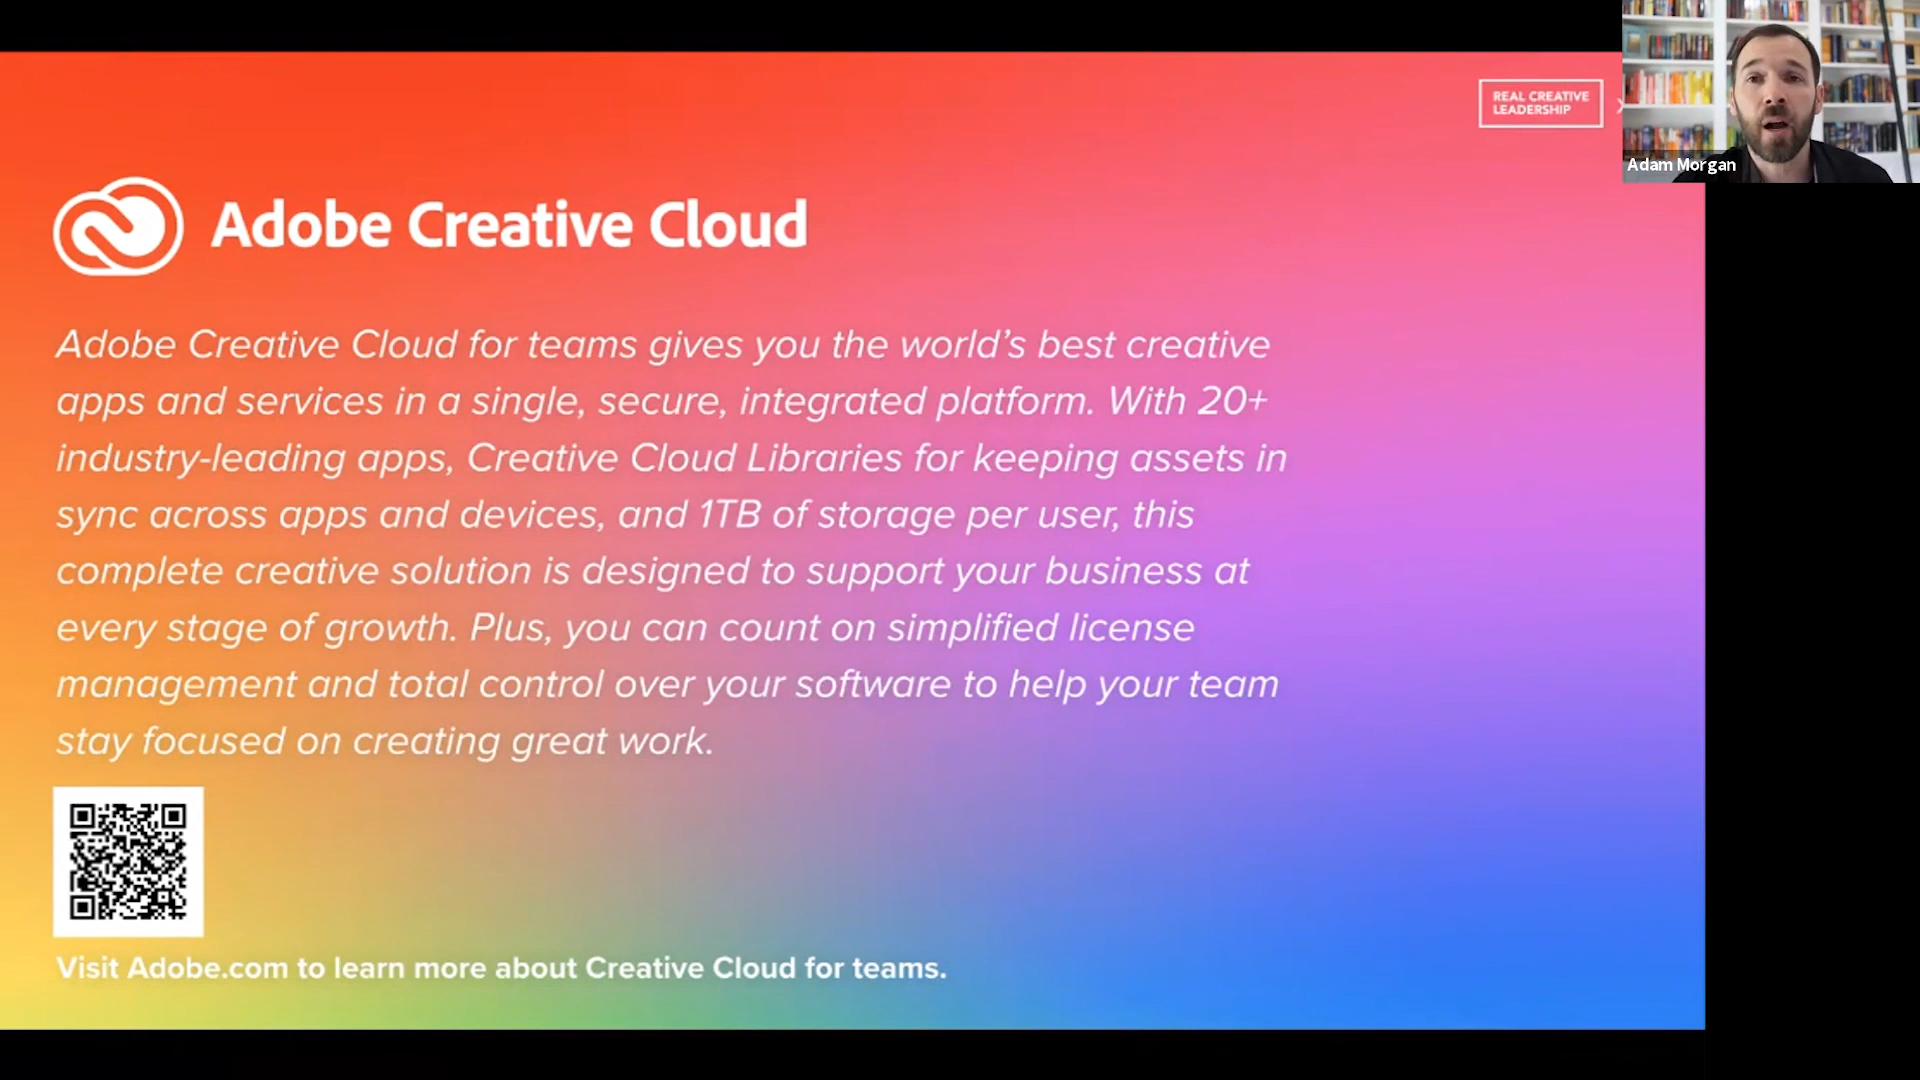 REAL CREATIVE
LEADERSHIP
Adam Morgan
Adobe Creative Cloud
Adobe Creative Cloud for teams gives you the world’s best creative
apps and services in a single, secure, integrated platform. With 20+
industry-leading apps, Creative Cloud Libraries for keeping assets in
sync across apps and devices, and 1TB of storage per user, this
complete creative solution is designed to support your business at
every stage of growth. Plus, you can count on simplified license
management and total control over your software to help your team
stay focused on creating great work.
Visit Adobe.com to learn more about Creative Cloud for teams.